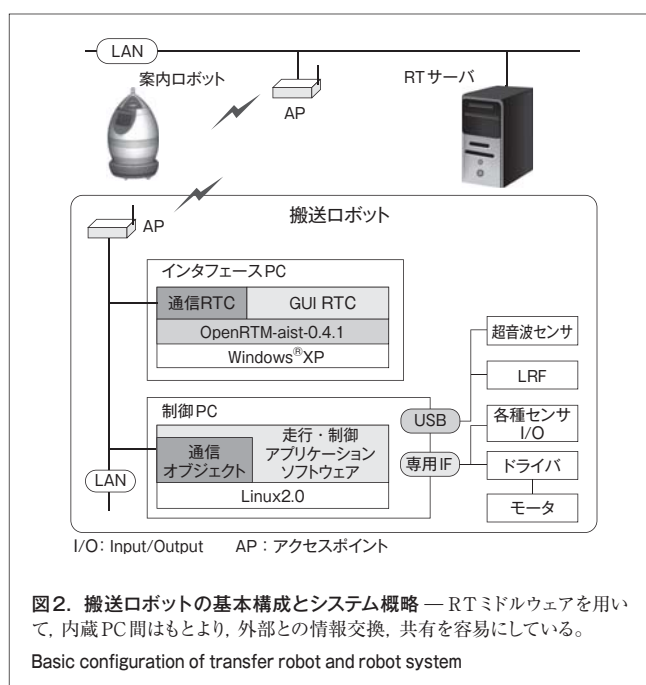 LAN
案内ロボット
AP
RTサーバ
搬送ロボット
AP
インタフェースPC
通信RTC
GUI RTC
OpenRTM-aist-0.4.1
Windows®XP
制御PC
通信
オブジェクト
走行・制御
アプリケーション
ソフトウェア
Linux2.0
LAN
USB
専用IF
超音波センサ
LRF
各種センサ
I/O
ドライバ
モータ
I/O：Input/Output　AP：アクセスポイント
図2．搬送ロボットの基本構成とシステム概略 — RTミドルウェアを用い
て，内蔵PC間はもとより，外部との情報交換，共有を容易にしている。
Basic configuration of transfer robot and robot system